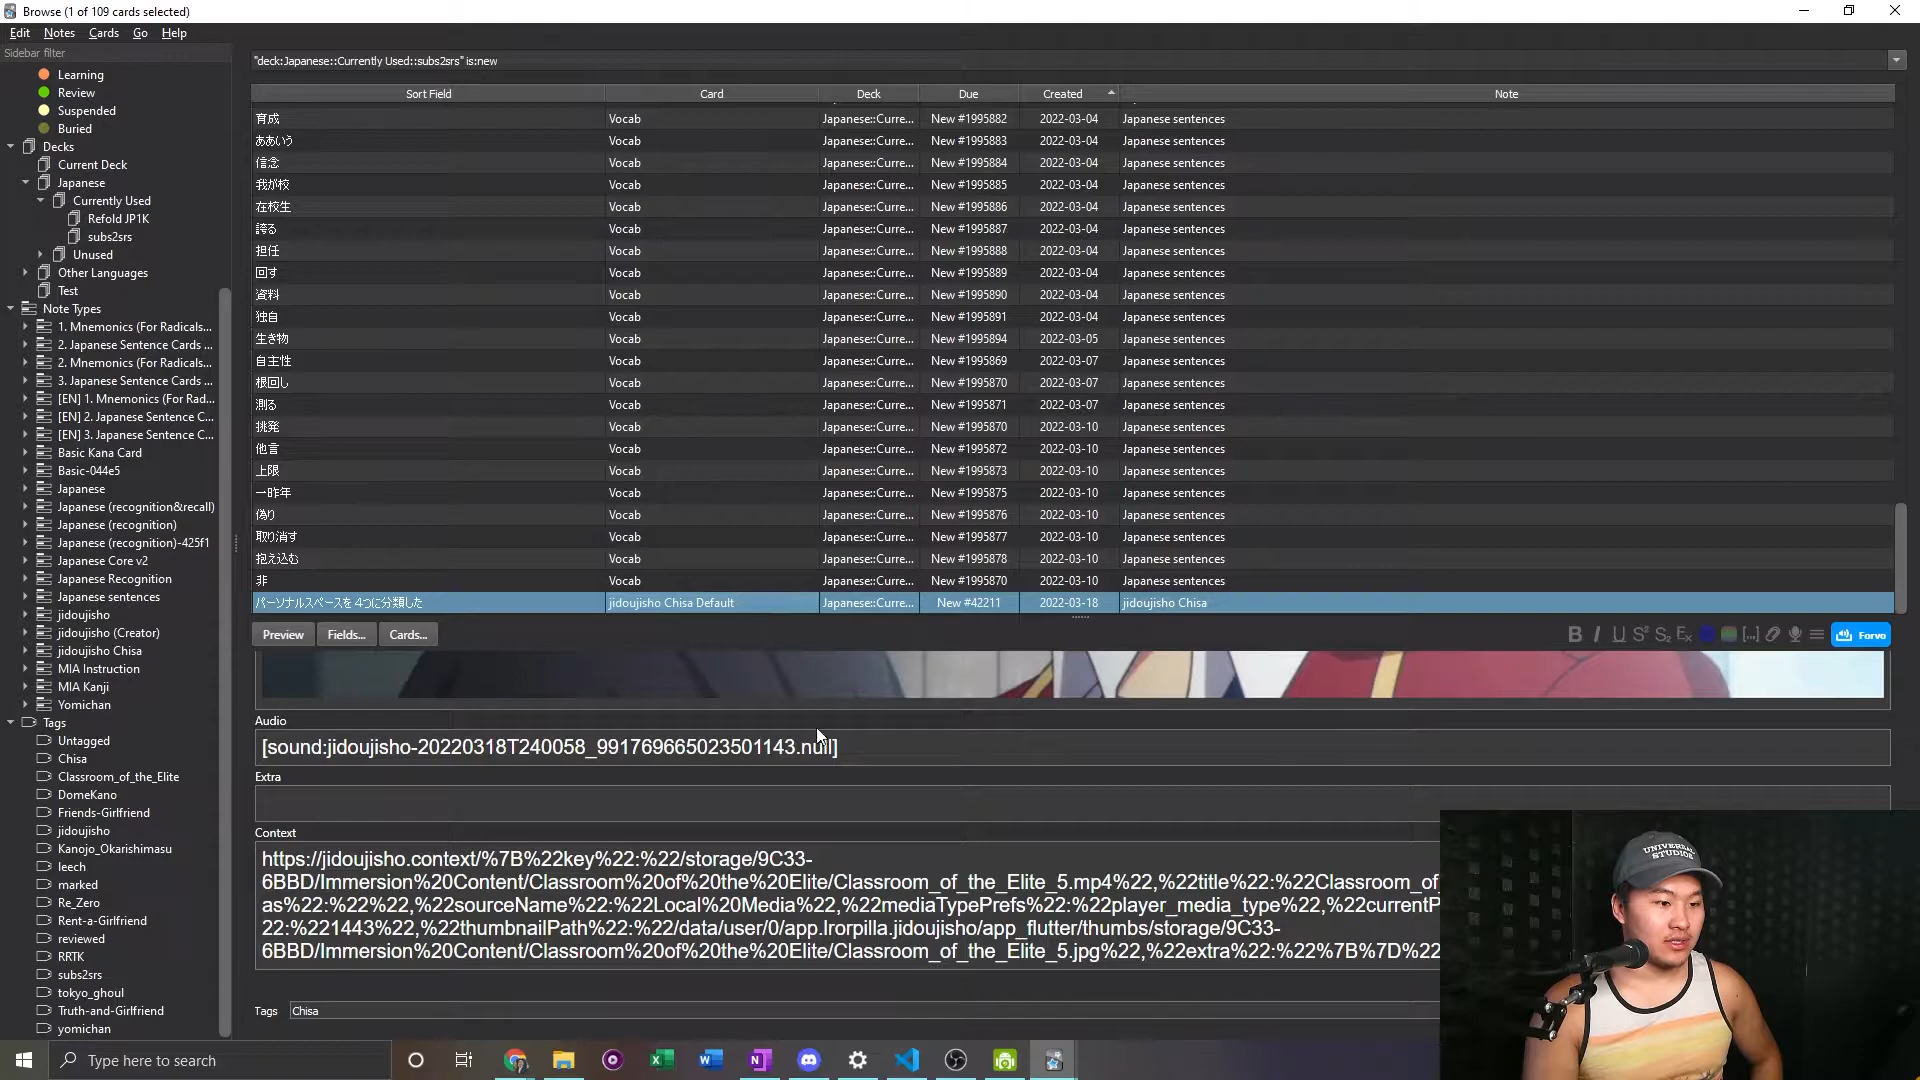 Browse (1 of 109 cards selected)
Edit Notes Cards Go Help
Sidebar filter
Learning
Review
Suspended
Buried
Decks
Current Deck
Japanese
Currently Used
Refold JP1K
subs2srs
Unused
Other Languages
Test
Note Types
1. Mnemonics (For Radicals...
2. Japanese Sentence Cards ...
2. Mnemonics (For Radicals...
3. Japanese Sentence Cards ...
[EN] 1. Mnemonics (For Rad...
[EN] 2. Japanese Sentence C...
[EN] 3. Japanese Sentence C...
Basic Kana Card
Basic-044e5
Japanese
Japanese (recognition&recall)
Japanese (recognition)
Japanese (recognition)-425f1
Japanese Core v2
Japanese Recognition
Japanese sentences
jidoujisho
jidoujisho (Creator)
jidoujisho Chisa
MIA Instruction
MIA Kanji
Yomichan
Tags
Untagged
Chisa
Classroom_of_the_Elite
DomeKano
Friends-Girlfriend
jidoujisho
Kanojo_Okarishimasu
leech
marked
Re_Zero
Rent-a-Girlfriend
reviewed
RRTK
subs2srs
tokyo_ghoul
Truth-and-Girlfriend
yomichan
"deck:Japanese::Currently Used::subs2srs" is:new
Sort Field Card Deck Due Created Note
育成 Vocab Japanese::Curre... New #1995882 2022-03-04 Japanese sentences
ああいう Vocab Japanese::Curre... New #1995883 2022-03-04 Japanese sentences
信念 Vocab Japanese::Curre... New #1995884 2022-03-04 Japanese sentences
我が校 Vocab Japanese::Curre... New #1995885 2022-03-04 Japanese sentences
在校生 Vocab Japanese::Curre... New #1995886 2022-03-04 Japanese sentences
誇る Vocab Japanese::Curre... New #1995887 2022-03-04 Japanese sentences
担任 Vocab Japanese::Curre... New #1995888 2022-03-04 Japanese sentences
回す Vocab Japanese::Curre... New #1995889 2022-03-04 Japanese sentences
資料 Vocab Japanese::Curre... New #1995890 2022-03-04 Japanese sentences
独自 Vocab Japanese::Curre... New #1995891 2022-03-04 Japanese sentences
生き物 Vocab Japanese::Curre... New #1995894 2022-03-05 Japanese sentences
自主性 Vocab Japanese::Curre... New #1995869 2022-03-07 Japanese sentences
根回し Vocab Japanese::Curre... New #1995870 2022-03-07 Japanese sentences
測る Vocab Japanese::Curre... New #1995871 2022-03-07 Japanese sentences
挑発 Vocab Japanese::Curre... New #1995870 2022-03-10 Japanese sentences
他言 Vocab Japanese::Curre... New #1995872 2022-03-10 Japanese sentences
上限 Vocab Japanese::Curre... New #1995873 2022-03-10 Japanese sentences
一昨年 Vocab Japanese::Curre... New #1995875 2022-03-10 Japanese sentences
偽り Vocab Japanese::Curre... New #1995876 2022-03-10 Japanese sentences
取り消す Vocab Japanese::Curre... New #1995877 2022-03-10 Japanese sentences
抱え込む Vocab Japanese::Curre... New #1995878 2022-03-10 Japanese sentences
非 Vocab Japanese::Curre... New #1995870 2022-03-10 Japanese sentences
パーソナルスペースを 4つに分類した jidoujisho Chisa Default Japanese::Curre... New #42211 2022-03-18 jidoujisho Chisa
Preview Fields... Cards... Forvo
Audio
[sound:jidoujisho-20220318T240058_991769665023501143.null]
Extra
Context
https://jidoujisho.context/%7B%22key%22:%22/storage/9C33-
6BBD/Immersion%20Content/Classroom%20of%20the%20Elite/Classroom_of_the_Elite_5.mp4%22,%22title%22:%22Classroom_of_
as%22:%22%22,%22sourceName%22:%22Local%20Media%22,%22mediaTypePrefs%22:%22player_media_type%22,%22currentP
22:%221443%22,%22thumbnailPath%22:%22/data/user/0/app.lrorpilla.jidoujisho/app_flutter/thumbs/storage/9C33-
6BBD/Immersion%20Content/Classroom%20of%20the%20Elite/Classroom_of_the_Elite_5.jpg%22,%22extra%22:%22%7B%7D%22
Tags Chisa
UNIVERSAL
STUDIOS
Type here to search